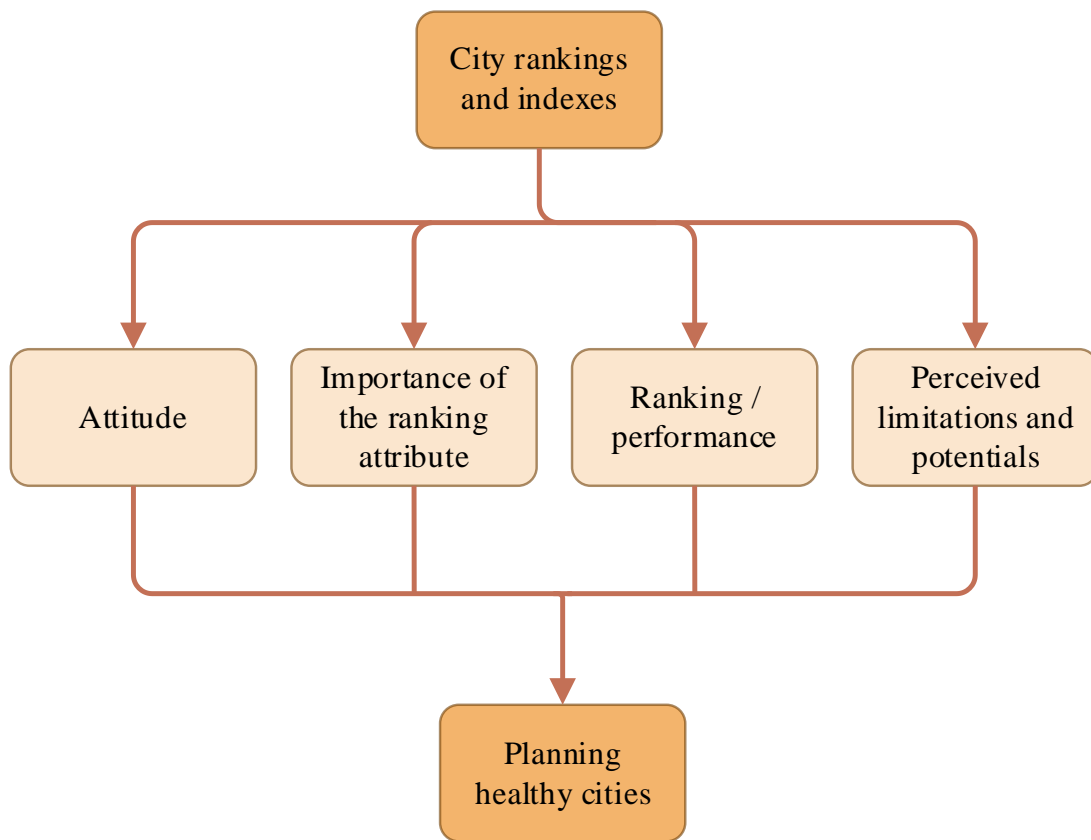 City rankings
and indexes
Attitude
Importance of
the ranking
attribute
Ranking /
performance
Perceived
limitations and
potentials
Planning
healthy cities